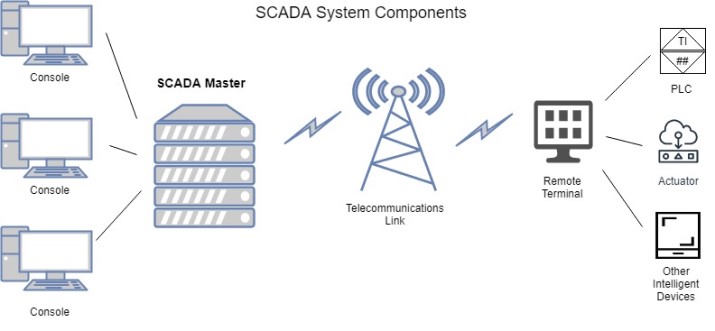 SCADA System Components
Console
SCADA Master
Console
Console
Telecommunications
Link
Remote
Terminal
TI
##
PLC
Actuator
Other
Intelligent
Devices